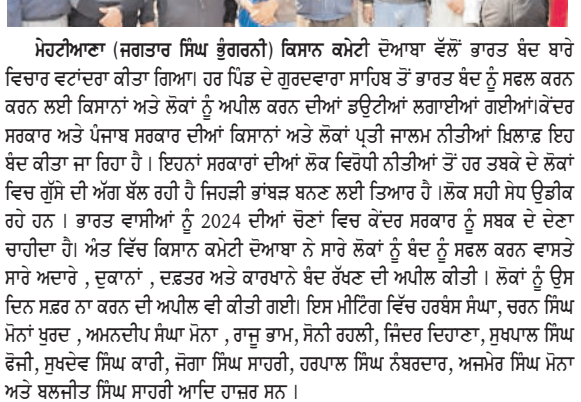 ਮੇਹਟੀਆਣਾ (ਜਗਤਾਰ ਸਿੰਘ ਭੁੰਗਰਨੀ) ਕਿਸਾਨ ਕਮੇਟੀ ਦੋਆਬਾ ਵੱਲੋਂ ਭਾਰਤ ਬੰਦ ਬਾਰੇ
ਵਿਚਾਰ ਵਟਾਂਦਰਾ ਕੀਤਾ ਗਿਆ। ਹਰ ਪਿੰਡ ਦੇ ਗੁਰਦਵਾਰਾ ਸਾਹਿਬ ਤੋਂ ਭਾਰਤ ਬੰਦ ਨੂੰ ਸਫਲ ਕਰਨ
ਕਰਨ ਲਈ ਕਿਸਾਨਾਂ ਅਤੇ ਲੋਕਾਂ ਨੂੰ ਅਪੀਲ ਕਰਨ ਦੀਆਂ ਡਉਟੀਆਂ ਲਗਾਈਆਂ ਗਈਆਂ।ਕੇਂਦਰ
ਸਰਕਾਰ ਅਤੇ ਪੰਜਾਬ ਸਰਕਾਰ ਦੀਆਂ ਕਿਸਾਨਾਂ ਅਤੇ ਲੋਕਾਂ ਪ੍ਰਤੀ ਜਾਲਮ ਨੀਤੀਆਂ ਖ਼ਿਲਾਫ਼ ਇਹ
ਬੰਦ ਕੀਤਾ ਜਾ ਰਿਹਾ ਹੈ । ਇਹਨਾਂ ਸਰਕਾਰਾਂ ਦੀਆਂ ਲੋਕ ਵਿਰੋਧੀ ਨੀਤੀਆਂ ਤੋਂ ਹਰ ਤਬਕੇ ਦੇ ਲੋਕਾਂ
ਵਿਚ ਗੁੱਸੇ ਦੀ ਅੱਗ ਬੱਲ ਰਹੀ ਹੈ ਜਿਹੜੀ ਭਾਂਬੜ ਬਨਣ ਲਈ ਤਿਆਰ ਹੈ ।ਲੋਕ ਸਹੀ ਸੇਧ ਉਡੀਕ
ਰਹੇ ਹਨ । ਭਾਰਤ ਵਾਸੀਆਂ ਨੂੰ 2024 ਦੀਆਂ ਚੋਣਾਂ ਵਿਚ ਕੇਂਦਰ ਸਰਕਾਰ ਨੂੰ ਸਬਕ ਦੇ ਦੇਣਾ
ਚਾਹੀਦਾ ਹੈ। ਅੰਤ ਵਿੱਚ ਕਿਸਾਨ ਕਮੇਟੀ ਦੋਆਬਾ ਨੇ ਸਾਰੇ ਲੋਕਾਂ ਨੂੰ ਬੰਦ ਨੂੰ ਸਫਲ ਕਰਨ ਵਾਸਤੇ
ਸਾਰੇ ਅਦਾਰੇ , ਦੁਕਾਨਾਂ , ਦਫ਼ਤਰ ਅਤੇ ਕਾਰਖਾਨੇ ਬੰਦ ਰੱਖਣ ਦੀ ਅਪੀਲ ਕੀਤੀ । ਲੋਕਾਂ ਨੂੰ ਉਸ
ਦਿਨ ਸਫ਼ਰ ਨਾ ਕਰਨ ਦੀ ਅਪੀਲ ਵੀ ਕੀਤੀ ਗਈ। ਇਸ ਮੀਟਿੰਗ ਵਿੱਚ ਹਰਬੰਸ ਸੰਘਾ, ਚਰਨ ਸਿੰਘ
ਮੋਨਾਂ ਖੁਰਦ , ਅਮਨਦੀਪ ਸੰਘਾ ਮੋਨਾ , ਰਾਜੂ ਭਾਮ, ਸੋਨੀ ਰਹਲੀ, ਜਿੰਦਰ ਦਿਹਾਣਾ, ਸੁਖਪਾਲ ਸਿੰਘ
ਫੋਜੀ, ਸੁਖਦੇਵ ਸਿੰਘ ਕਾਰੀ, ਜੋਗਾ ਸਿੰਘ ਸਾਹਰੀ, ਹਰਪਾਲ ਸਿੰਘ ਨੰਬਰਦਾਰ, ਅਜਮੇਰ ਸਿੰਘ ਮੋਨਾ
ਅਤੇ ਬਲਜੀਤ ਸਿੰਘ ਸਾਹਰੀ ਆਦਿ ਹਾਜ਼ਰ ਸਨ ।